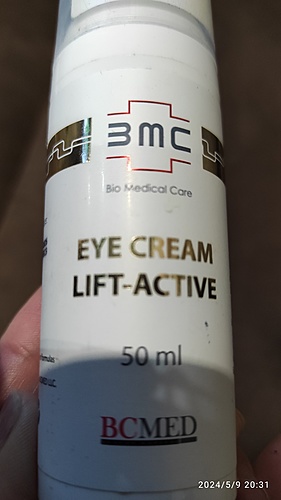 BMC
Bio Medical Care
EYE CREAM
LIFT-ACTIVE
50 ml
BCMED
2024/5/9 20:31